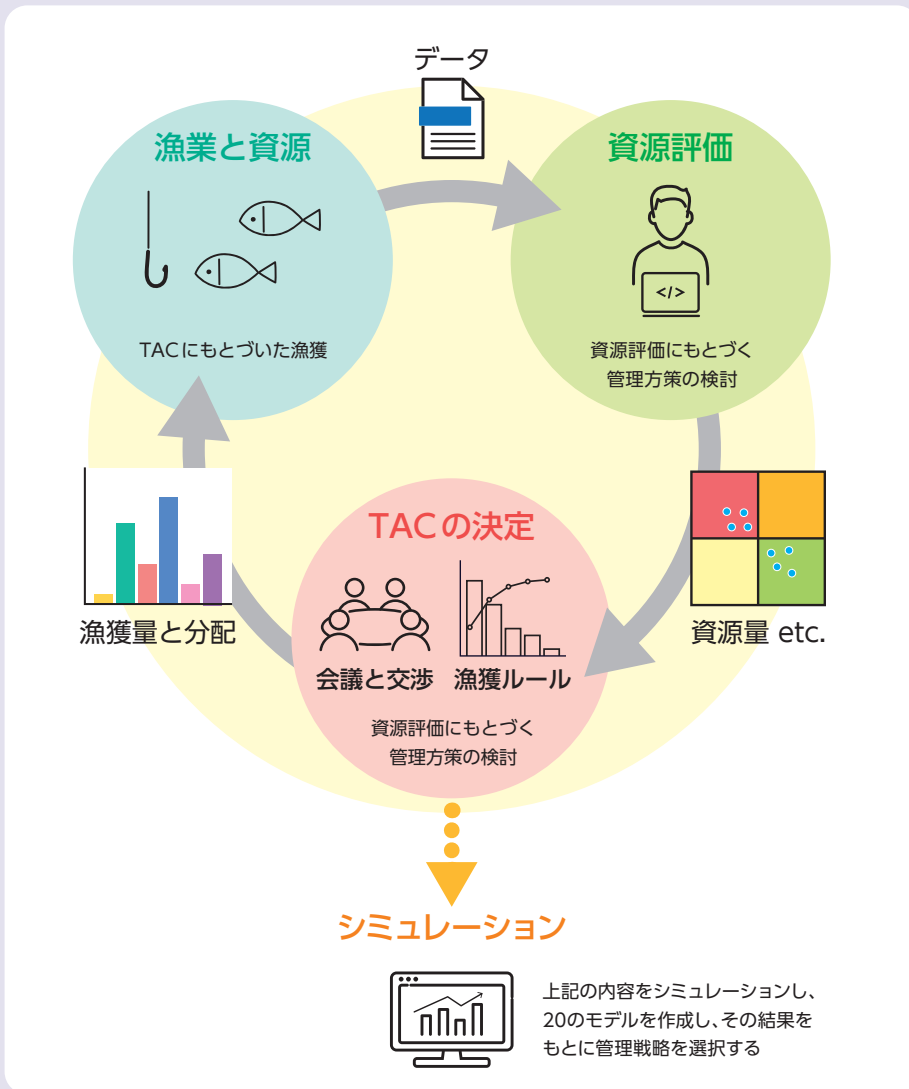 データ
漁業と資源
TACにもとづいた漁獲
資源評価
</>
資源評価にもとづく
管理方策の検討
資源量 etc.
TACの決定
会議と交渉 漁獲ルール
資源評価にもとづく
管理方策の検討
漁獲量と分配
シミュレーション
上記の内容をシミュレーションし、
20のモデルを作成し、その結果を
もとに管理戦略を選択する